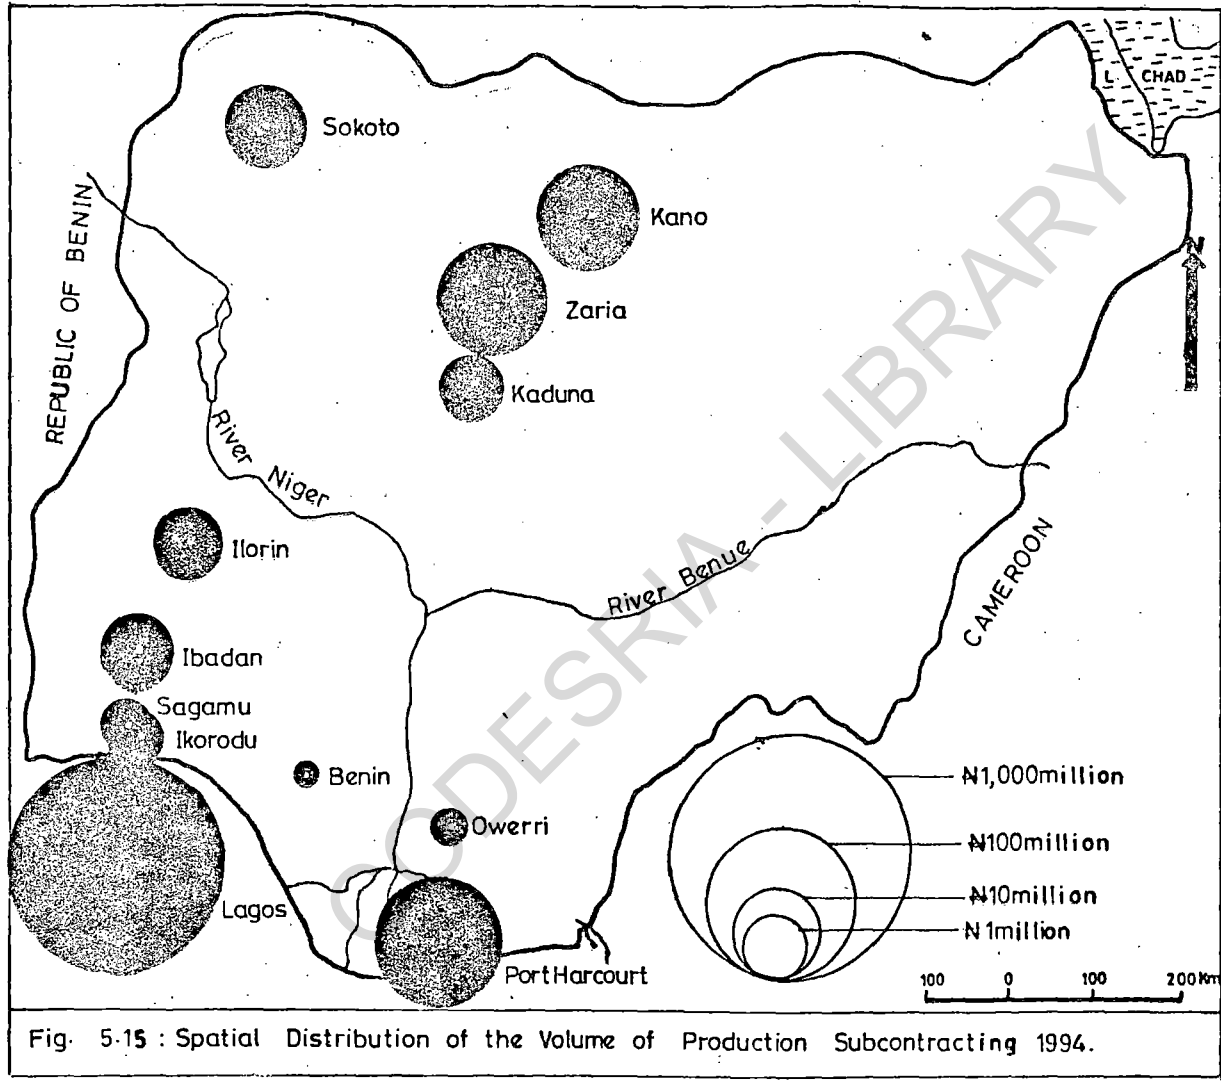 L. CHAD
Sokoto
Kano
REPUBLIC OF BENIN
N
Zaria
Kaduna
River Niger
Ilorin
River Benue
CAMEROON
Ibadan
Sagamu
Ikorodu
Benin
₦1,000million
Owerri
₦100million
₦10million
Lagos
N 1million
Port Harcourt
100 0 100 200 Km
Fig. 5.15 : Spatial Distribution of the Volume of Production Subcontracting 1994.
CODESRIA - LIBRARY